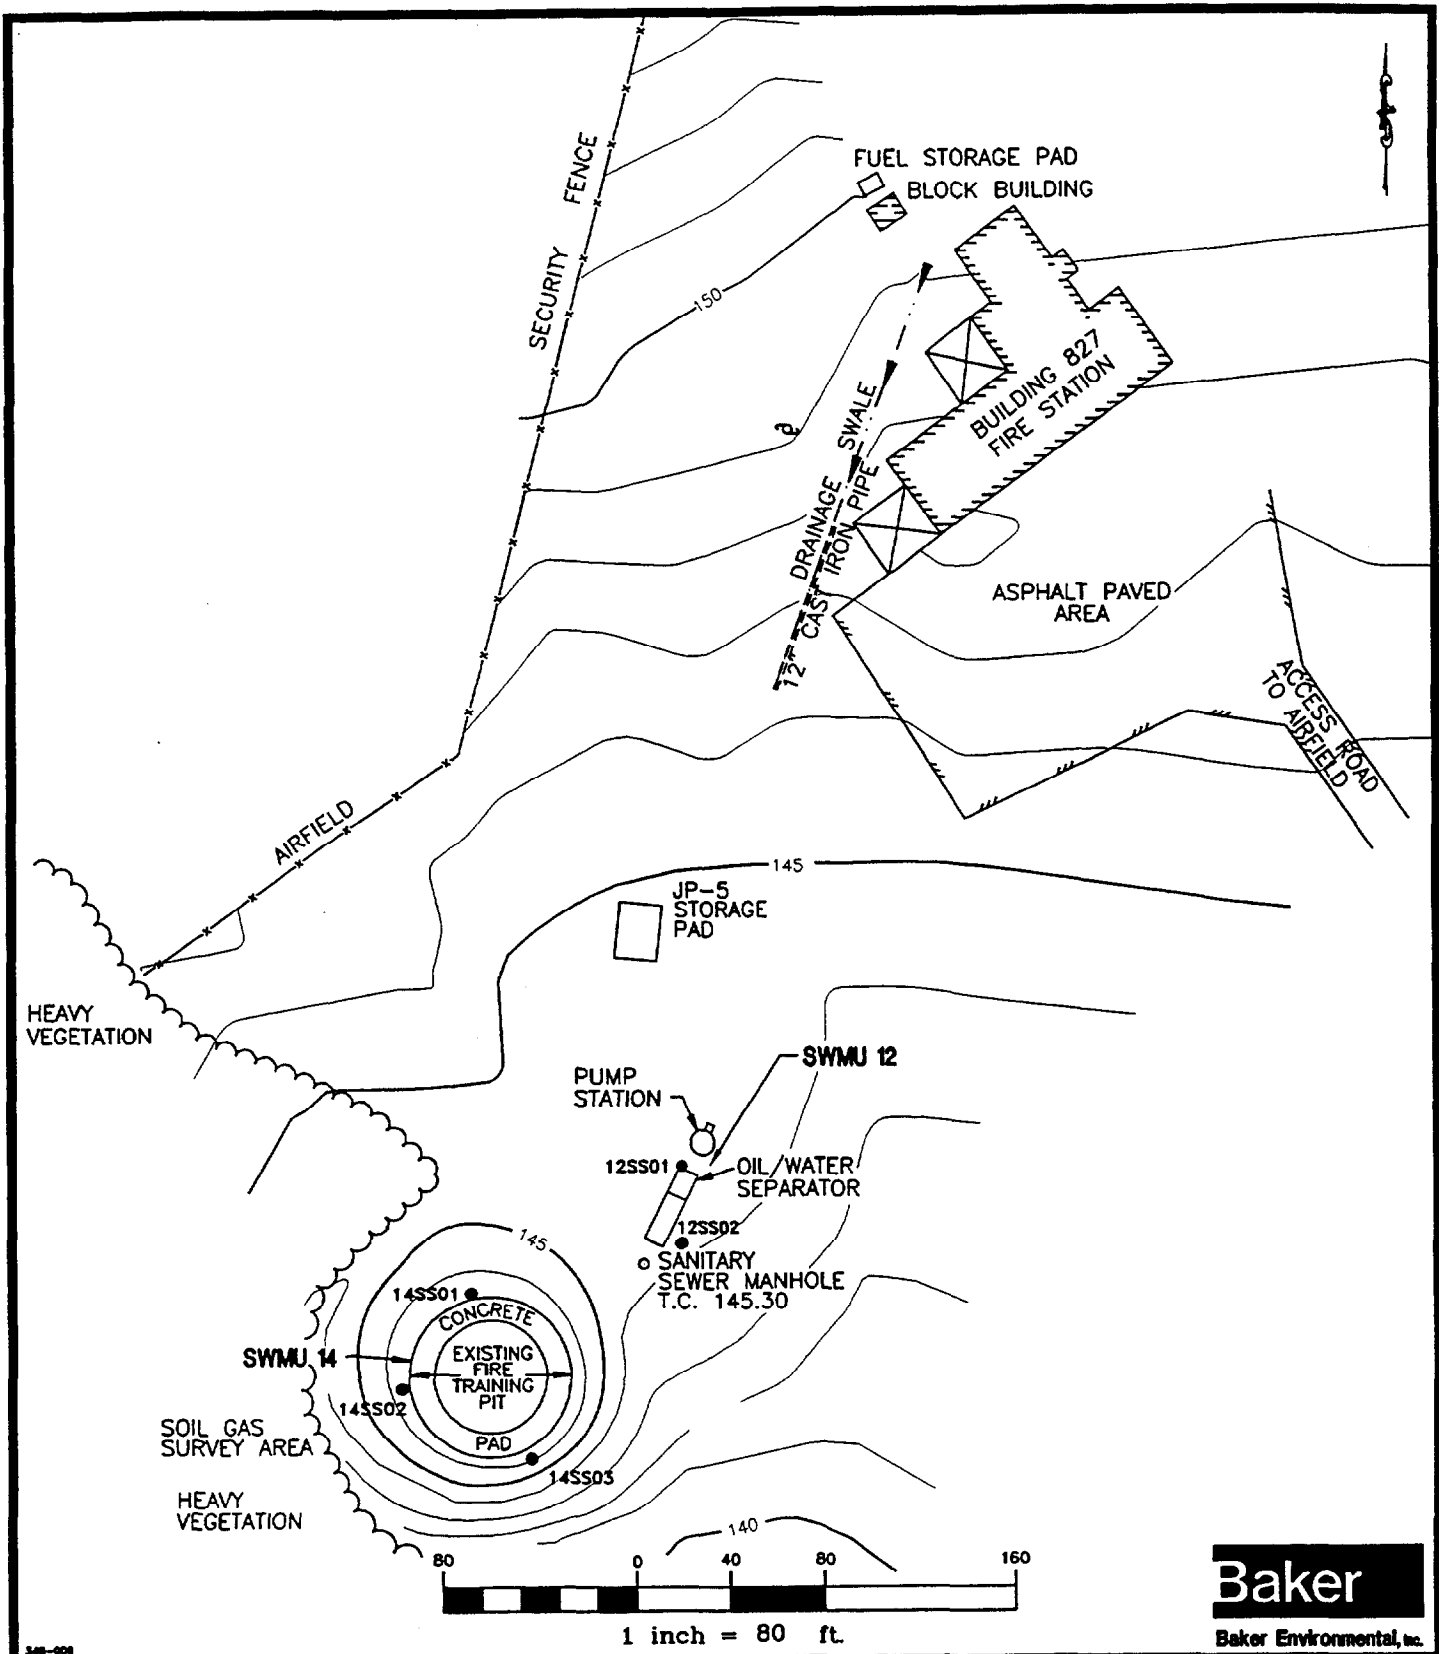 FUEL STORAGE PAD
BLOCK BUILDING
SECURITY FENCE
150
BUILDING 827
FIRE STATION
DRAINAGE SWALE
12" CAST IRON PIPE
ASPHALT PAVED
AREA
ACCESS ROAD
TO AIRFIELD
AIRFIELD
145
JP-5
STORAGE
PAD
HEAVY
VEGETATION
SWMU 12
PUMP
STATION
12SS01
OIL/WATER
SEPARATOR
12SS02
145
SANITARY
SEWER MANHOLE
T.C. 145.30
14SS01
CONCRETE
SWMU 14
EXISTING
FIRE
TRAINING
PIT
14SS02
PAD
SOIL GAS
SURVEY AREA
14SS03
HEAVY
VEGETATION
140
80 0 40 80 160
1 inch = 80 ft.
Baker
Baker Environmental, Inc.